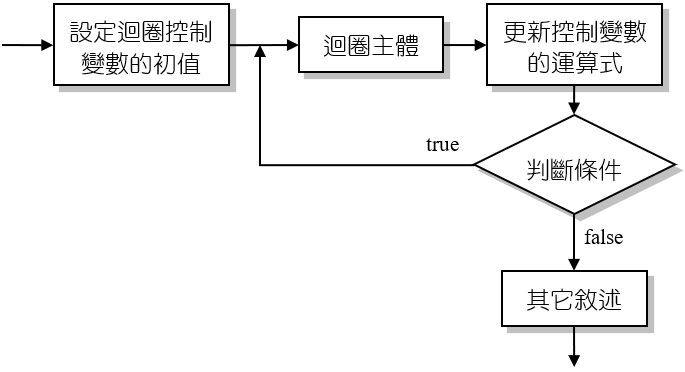 設定迴圈控制
變數的初值
迴圈主體
更新控制變數
的運算式
true
判斷條件
false
其它敘述